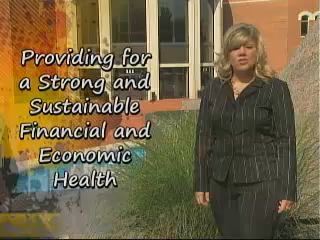 Providing for
a Strong and
Sustainable
Financial and
Economic
Health